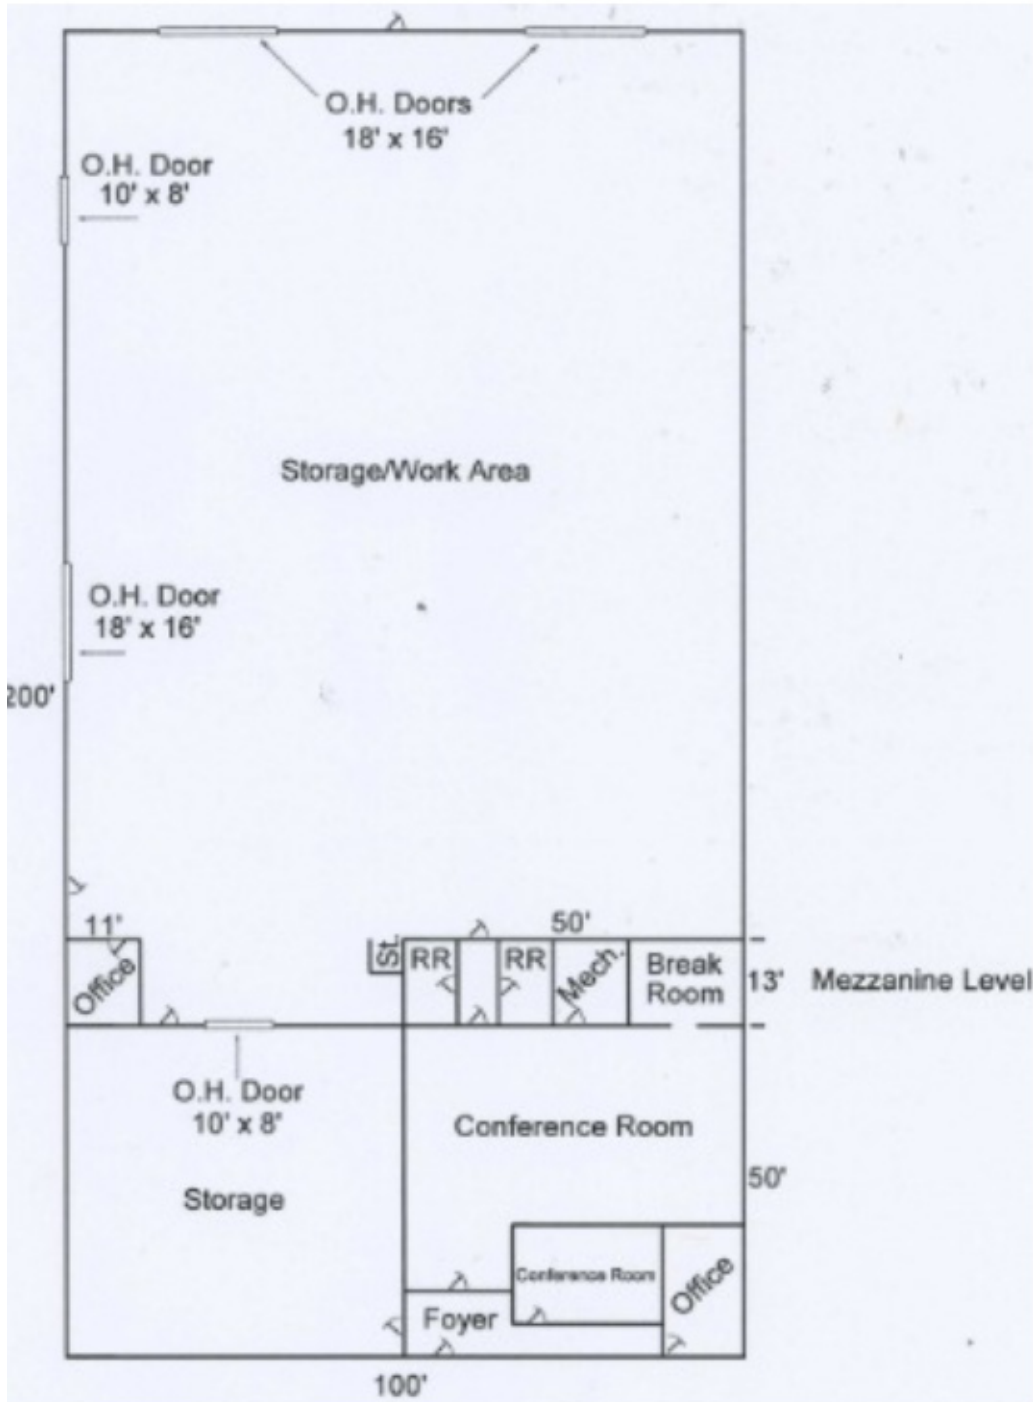 O.H. Doors
18' x 16'
O.H. Door
10' x 8'
Storage/Work Area
O.H. Door
18' x 16'
200'
11'
50'
Office
St.
RR
RR
Mech.
Break
Room
13'
Mezzanine Level
O.H. Door
10' x 8'
Conference Room
50'
Storage
Conference Room
Office
Foyer
100'